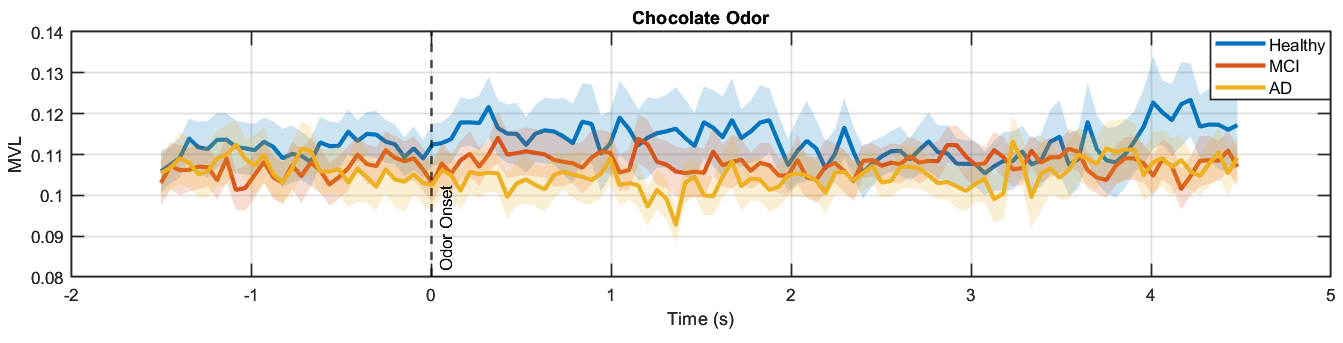 Chocolate Odor
0.14
0.13
0.12
0.11
0.1
0.09
0.08
MVL
-2
-1
0
1
2
3
4
5
Time (s)
Odor Onset
Healthy
MCI
AD